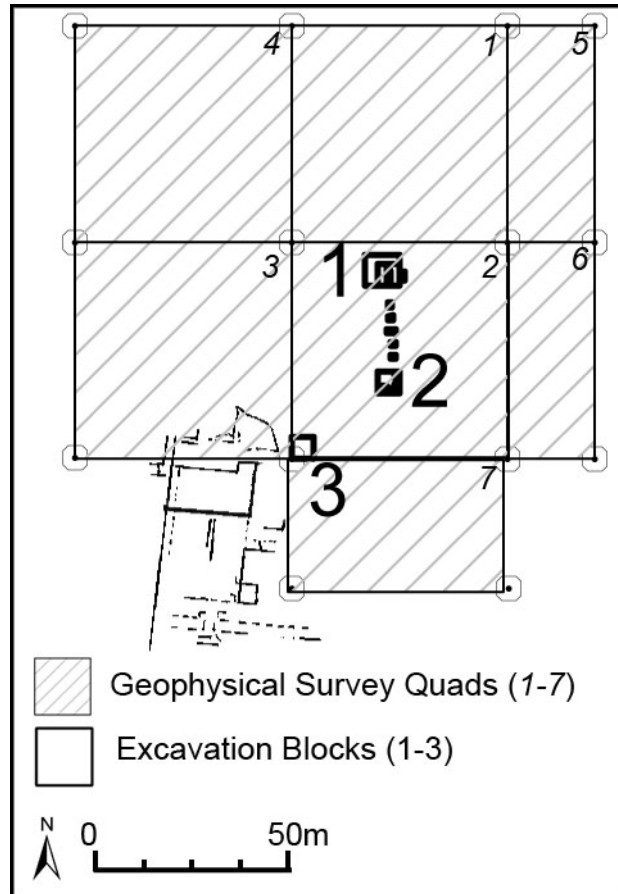 4 1 5
3 2 6
1
2
3 7
Geophysical Survey Quads (1-7)
Excavation Blocks (1-3)
N 0 50m